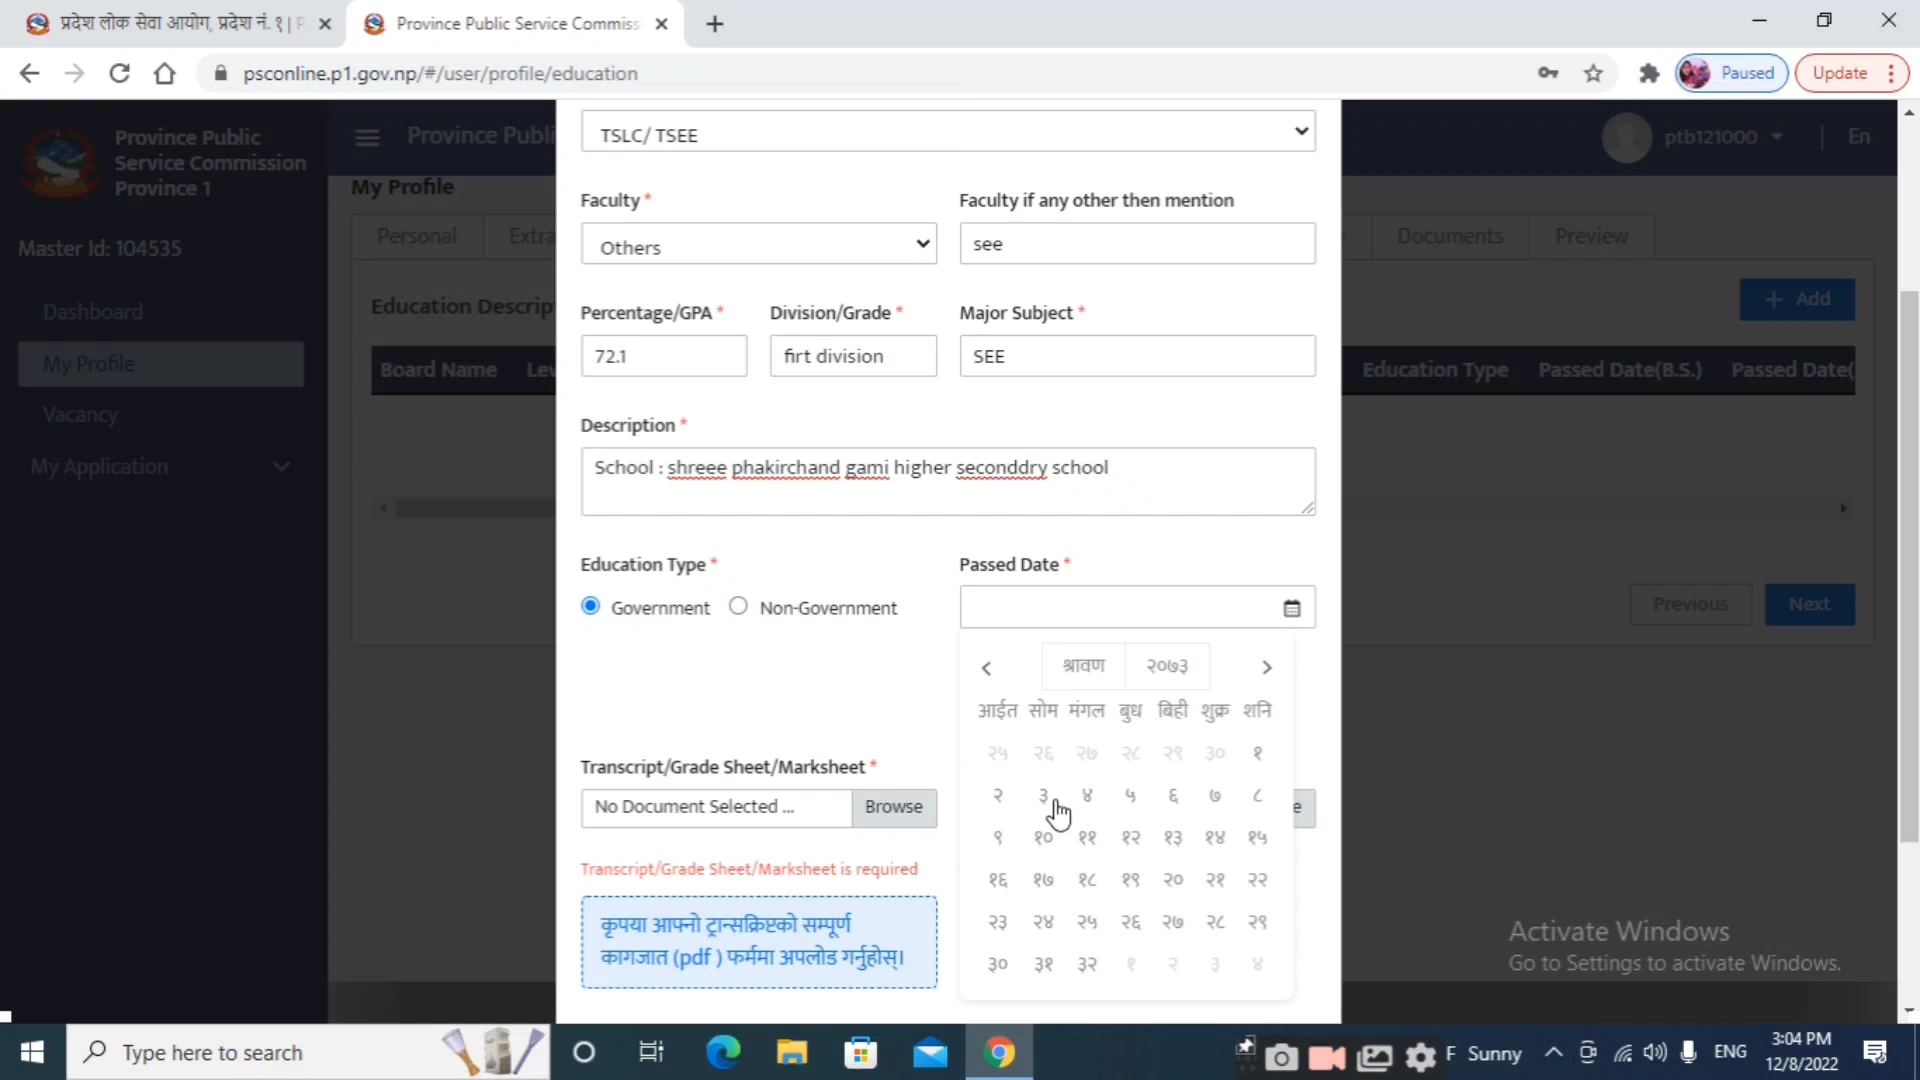 प्रदेश लोक सेवा आयोग, प्रदेश नं. १ | P
Province Public Service Commiss
psconline.p1.gov.np/#/user/profile/education
Paused
Update
Province Public
Service Commission
Province 1
Province Publi
ptb121000
En
My Profile
Master Id: 104535
Personal
Extra
Documents
Preview
Dashboard
My Profile
Vacancy
My Application
Education Descrip
+ Add
Board Name
Lev
Education Type
Passed Date(B.S.)
Passed Date(
Previous
Next
TSLC/ TSEE
Faculty *
Faculty if any other then mention
Others
see
Percentage/GPA *
Division/Grade *
Major Subject *
72.1
firt division
SEE
Description *
School : shreee phakirchand gami higher seconddry school
Education Type *
Passed Date *
Government
Non-Government
श्रावण
२०७३
आईत सोम मंगल बुध बिही शुक्र शनि
२५ २६ २७ २८ २९ ३० १
२ ३ ४ ५ ६ ७ ८
९ १० ११ १२ १३ १४ १५
१६ १७ १८ १९ २० २१ २२
२३ २४ २५ २६ २७ २८ २९
३० ३१ ३२ १ २ ३ ४
Transcript/Grade Sheet/Marksheet *
No Document Selected ...
Browse
e
Transcript/Grade Sheet/Marksheet is required
कृपया आफ्नो ट्रान्सक्रिप्टको सम्पूर्ण
कागजात (pdf ) फर्ममा अपलोड गर्नुहोस्।
Activate Windows
Go to Settings to activate Windows.
Type here to search
F Sunny
ENG
3:04 PM
12/8/2022